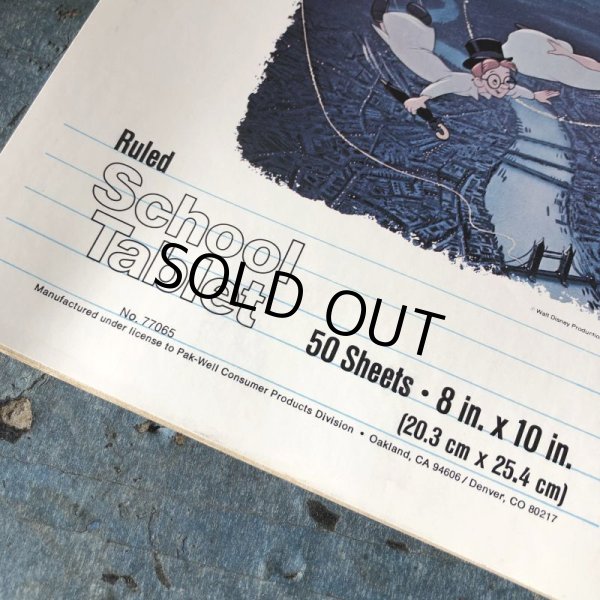 © Walt Disney Productions
Ruled
School
Tablet
SOLD OUT
50 Sheets • 8 in. x 10 in.
(20.3 cm x 25.4 cm)
No. 77065
Manufactured under license to Pak-Well Consumer Products Division • Oakland, CA 94606 / Denver, CO 80217